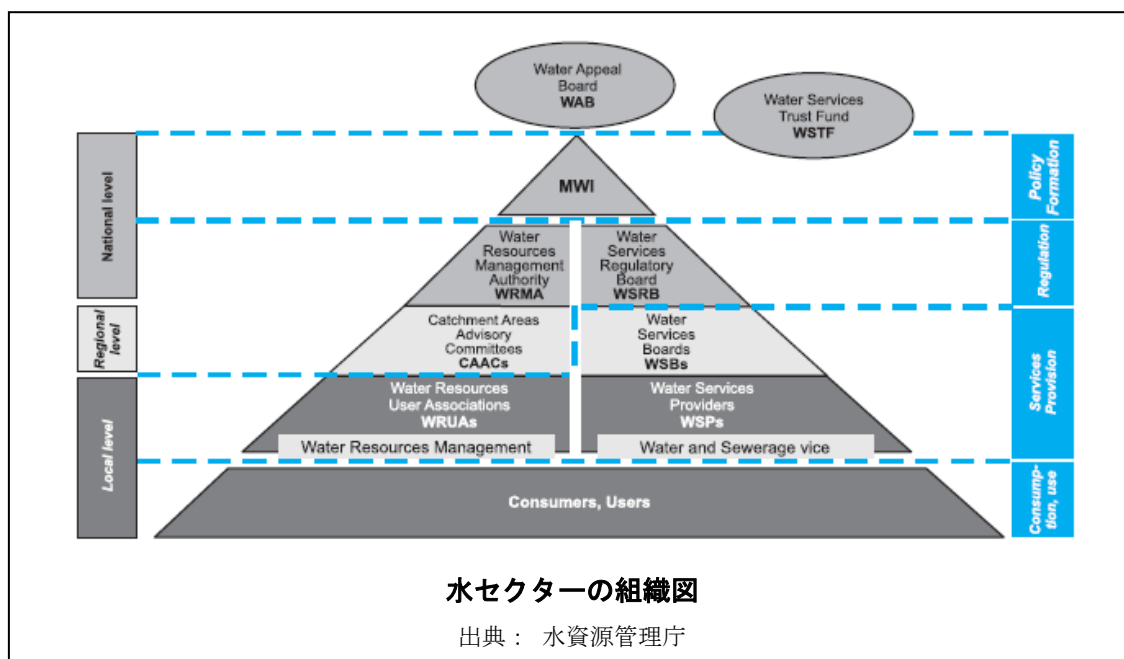 Water Appeal
Board
WAB
Water Services
Trust Fund
WSTF
National level
Regional
level
Local level
MWI
Water
Resources
Management
Authority
WRMA
Water
Services
Regulatory
Board
WSRB
Catchment Areas
Advisory
Committees
CAACs
Water
Services
Boards
WSBs
Water Resources
User Associations
WRUAs
Water Services
Providers
WSPs
Water Resources Management
Water and Sewerage vice
Consumers, Users
Policy
Formation
Regulation
Services
Provision
Consump-
tion, use
水セクターの組織図
出典： 水資源管理庁